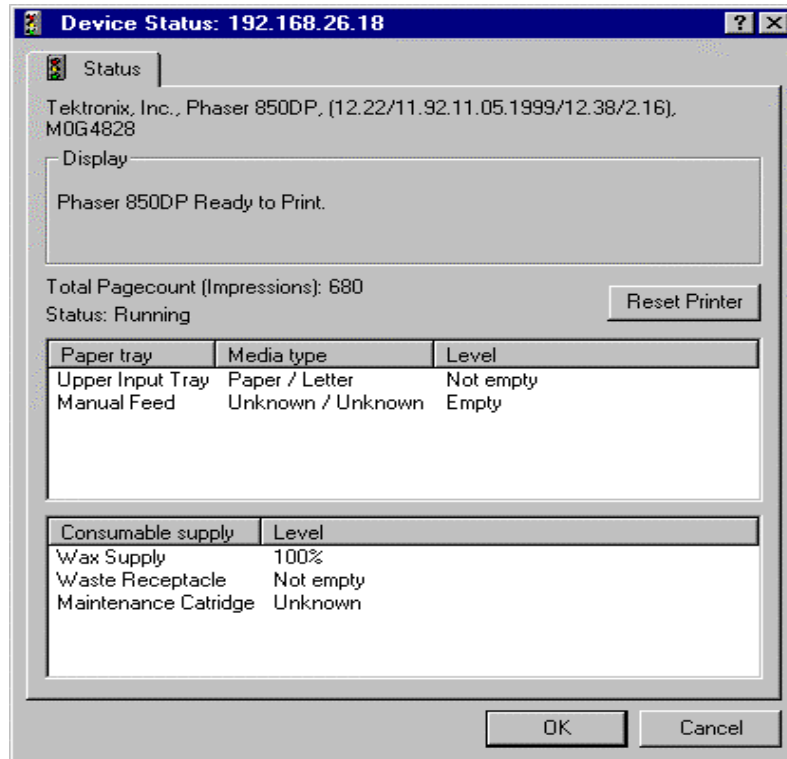 Device Status: 192.168.26.18
Status
Tektronix, Inc., Phaser 850DP, (12.22/11.92.11.05.1999/12.38/2.16),
M0G4828
Display
Phaser 850DP Ready to Print.
Total Pagecount (Impressions): 680
Reset Printer
Status: Running
Paper tray Media type Level
Upper Input Tray Paper / Letter Not empty
Manual Feed Unknown / Unknown Empty
Consumable supply Level
Wax Supply 100%
Waste Receptacle Not empty
Maintenance Catridge Unknown
OK Cancel